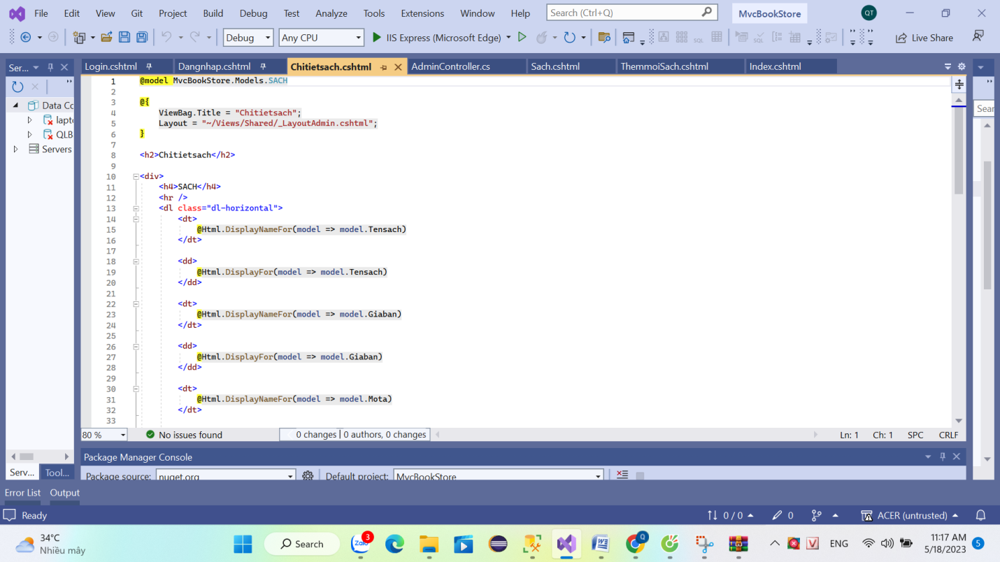 File Edit View Git Project Build Debug Test Analyze Tools Extensions Window Help Search (Ctrl+Q) MvcBookStore QT
Debug Any CPU IIS Express (Microsoft Edge) Live Share
Ser... Login.cshtml Dangnhap.cshtml Chitietsach.cshtml AdminController.cs Sach.cshtml ThemmoiSach.cshtml Index.cshtml
Data Co
lapt
QLB
Servers
Sear
1 @model MvcBookStore.Models.SACH
2
3 @{
4 ViewBag.Title = "Chitietsach";
5 Layout = "~/Views/Shared/_LayoutAdmin.cshtml";
6 }
7
8 <h2>Chitietsach</h2>
9
10 <div>
11 <h4>SACH</h4>
12 <hr />
13 <dl class="dl-horizontal">
14 <dt>
15 @Html.DisplayNameFor(model => model.Tensach)
16 </dt>
17
18 <dd>
19 @Html.DisplayFor(model => model.Tensach)
20 </dd>
21
22 <dt>
23 @Html.DisplayNameFor(model => model.Giaban)
24 </dt>
25
26 <dd>
27 @Html.DisplayFor(model => model.Giaban)
28 </dd>
29
30 <dt>
31 @Html.DisplayNameFor(model => model.Mota)
32 </dt>
33
80 % No issues found 0 changes | 0 authors, 0 changes Ln: 1 Ch: 1 SPC CRLF
Package Manager Console
Serv... Tool... Package source: nuget.org Default project: MvcBookStore
Error List Output
Ready 0 / 0 0 ACER (untrusted)
34°C
Nhiều mây
Search
Zalo 3
Q
ENG
11:17 AM
5/18/2023
5